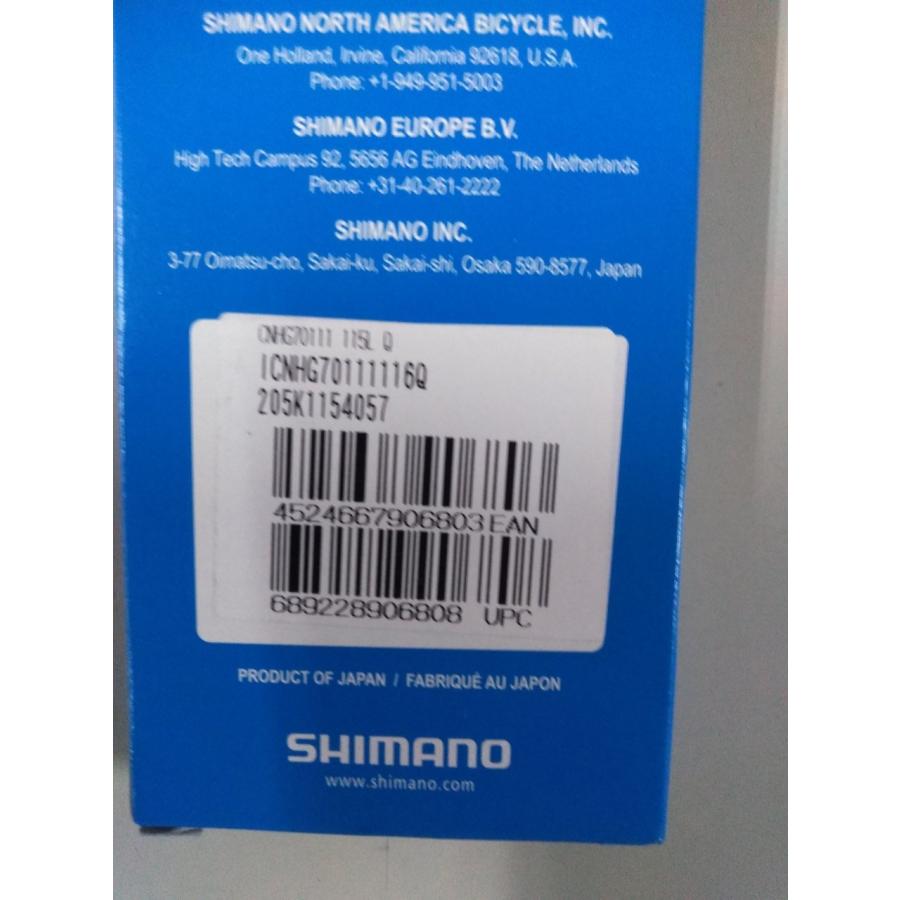 SHIMANO NORTH AMERICA BICYCLE, INC.
One Holland, Irvine, California 92618, U.S.A.
Phone: +1-949-951-5003
SHIMANO EUROPE B.V.
High Tech Campus 92, 5656 AG Eindhoven, The Netherlands
Phone: +31-40-261-2222
SHIMANO INC.
3-77 Oimatsu-cho, Sakai-ku, Sakai-shi, Osaka 590-8577, Japan
CNHG70111 115L Q
ICNHG70111116Q
205K1154057
4524667906803 EAN
689228906808 UPC
PRODUCT OF JAPAN / FABRIQUÉ AU JAPON
SHIMANO
www.shimano.com